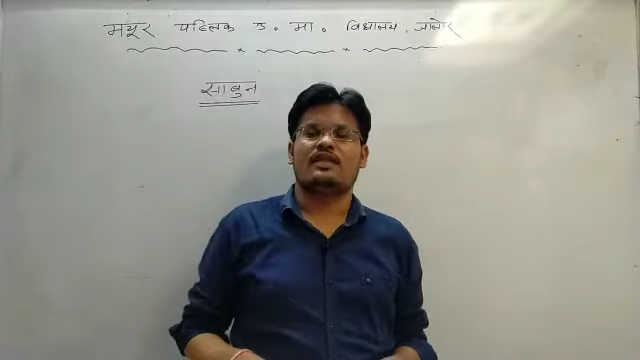 मयूर पब्लिक उ. मा. विद्यालय, जालोर
साबुन